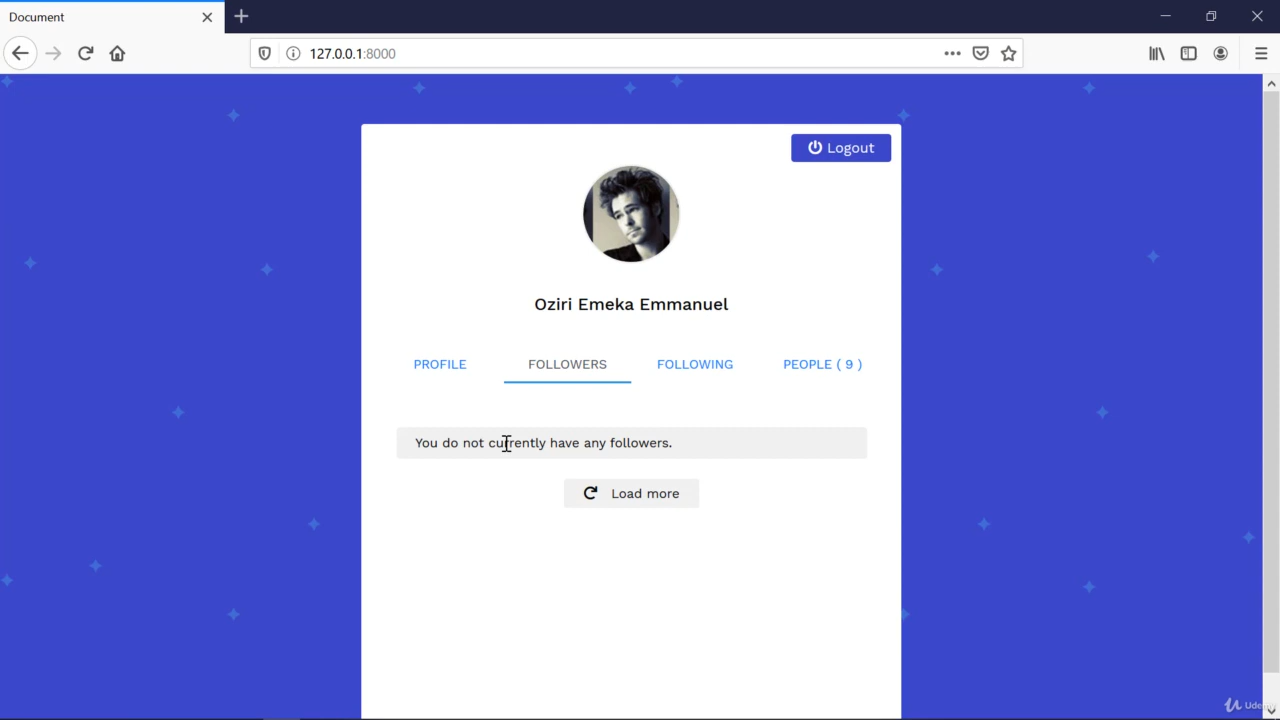 Document
127.0.0.1:8000
Logout
Oziri Emeka Emmanuel
PROFILE FOLLOWERS FOLLOWING PEOPLE ( 9 )
You do not currently have any followers.
Load more
Udemy